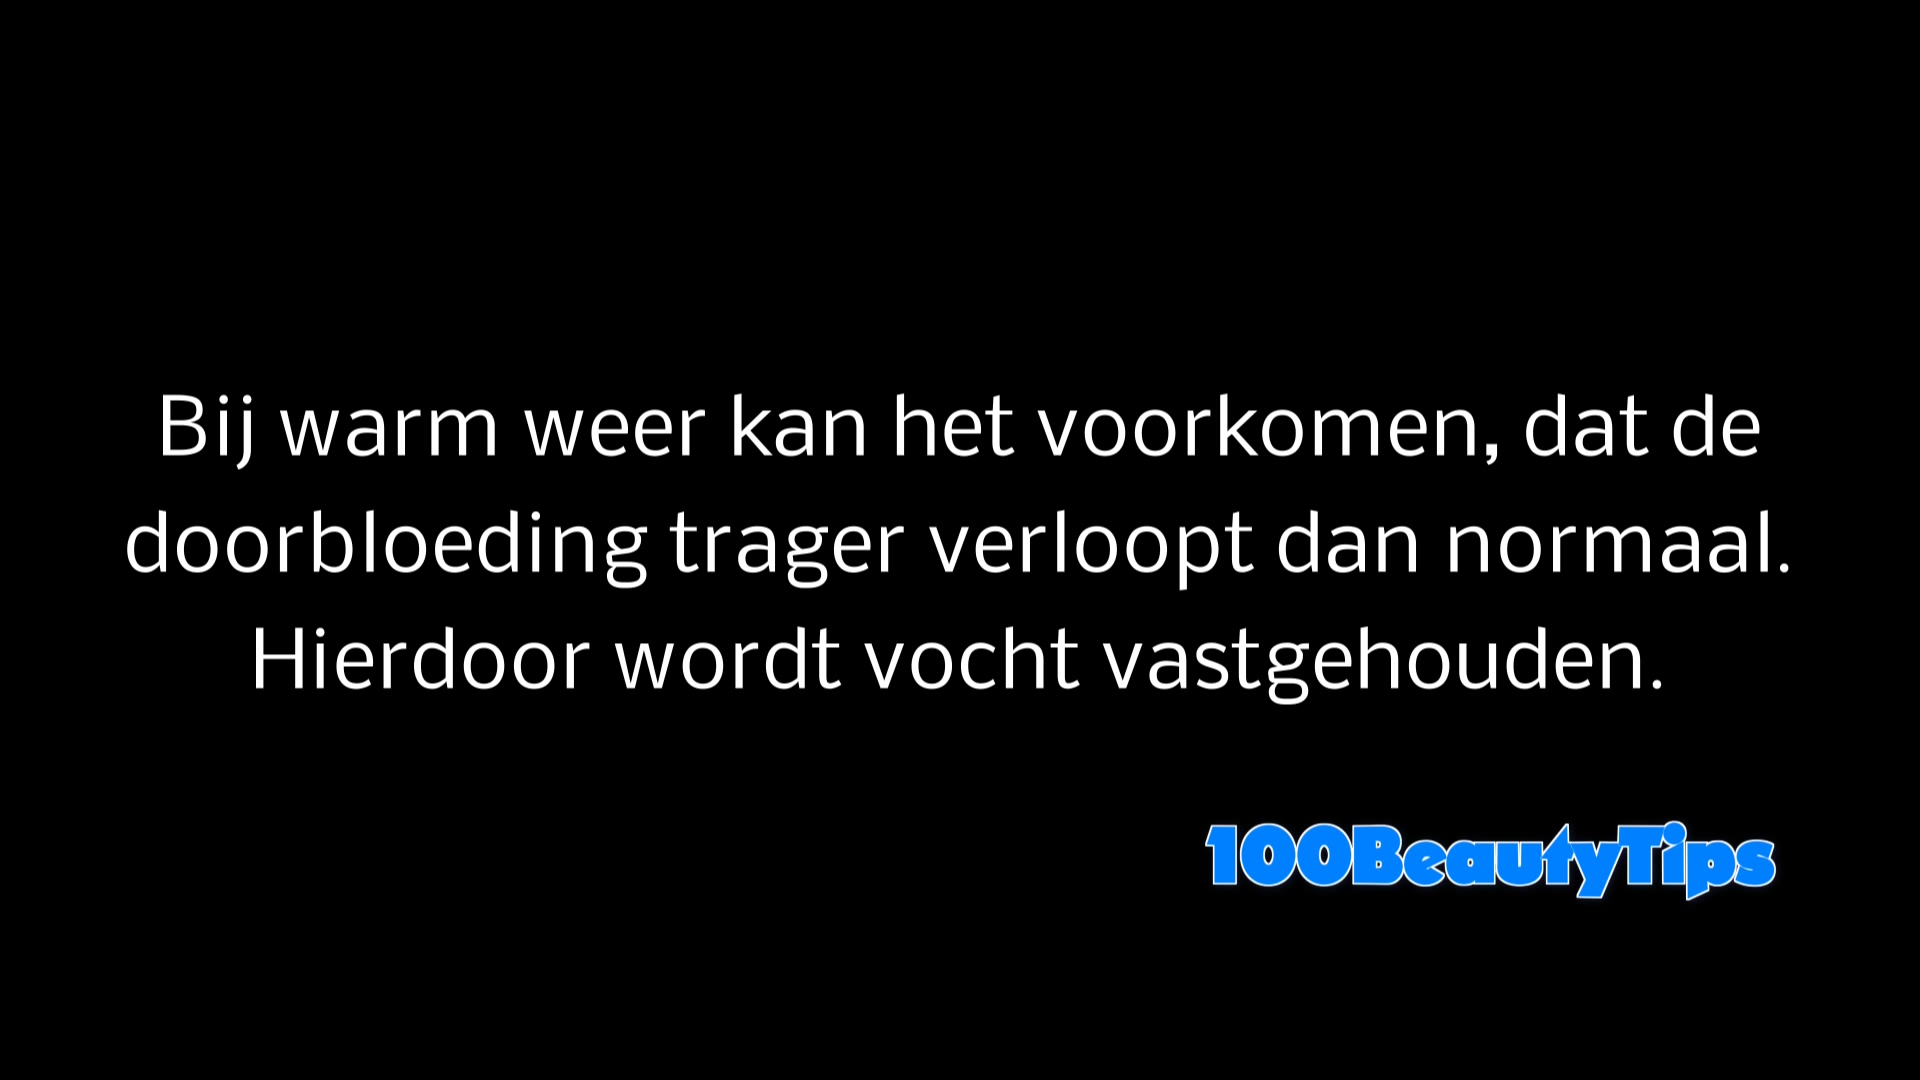 Bij warm weer kan het voorkomen, dat de
doorbloeding trager verloopt dan normaal.
Hierdoor wordt vocht vastgehouden.
100BeautyTips